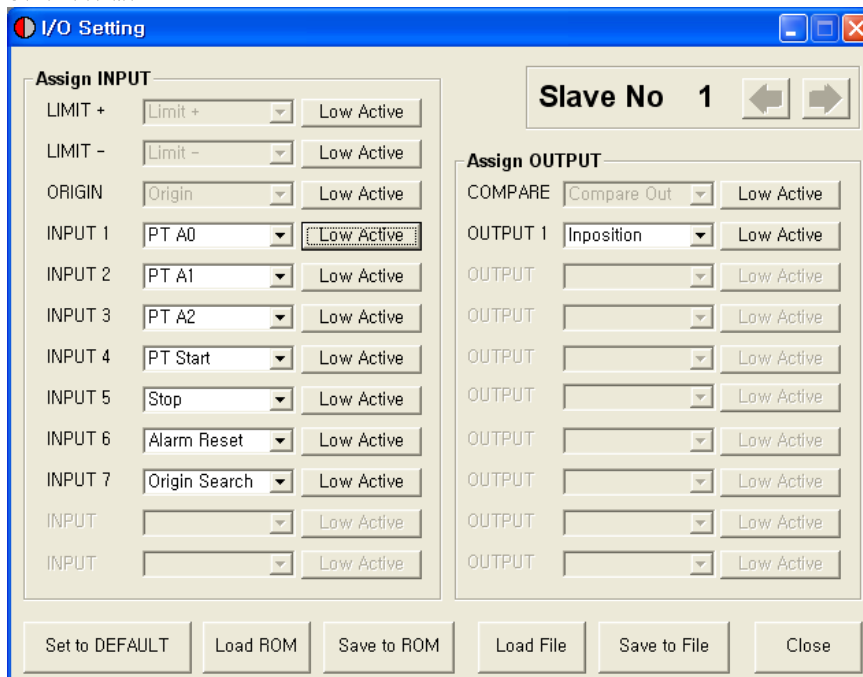 I/O Setting
Assign INPUT
LIMIT + Limit + Low Active
LIMIT - Limit - Low Active
ORIGIN Origin Low Active
INPUT 1 PT A0 Low Active
INPUT 2 PT A1 Low Active
INPUT 3 PT A2 Low Active
INPUT 4 PT Start Low Active
INPUT 5 Stop Low Active
INPUT 6 Alarm Reset Low Active
INPUT 7 Origin Search Low Active
INPUT Low Active
INPUT Low Active
Slave No 1
Assign OUTPUT
COMPARE Compare Out Low Active
OUTPUT 1 Inposition Low Active
OUTPUT Low Active
OUTPUT Low Active
OUTPUT Low Active
OUTPUT Low Active
OUTPUT Low Active
OUTPUT Low Active
OUTPUT Low Active
OUTPUT Low Active
Set to DEFAULT Load ROM Save to ROM Load File Save to File Close